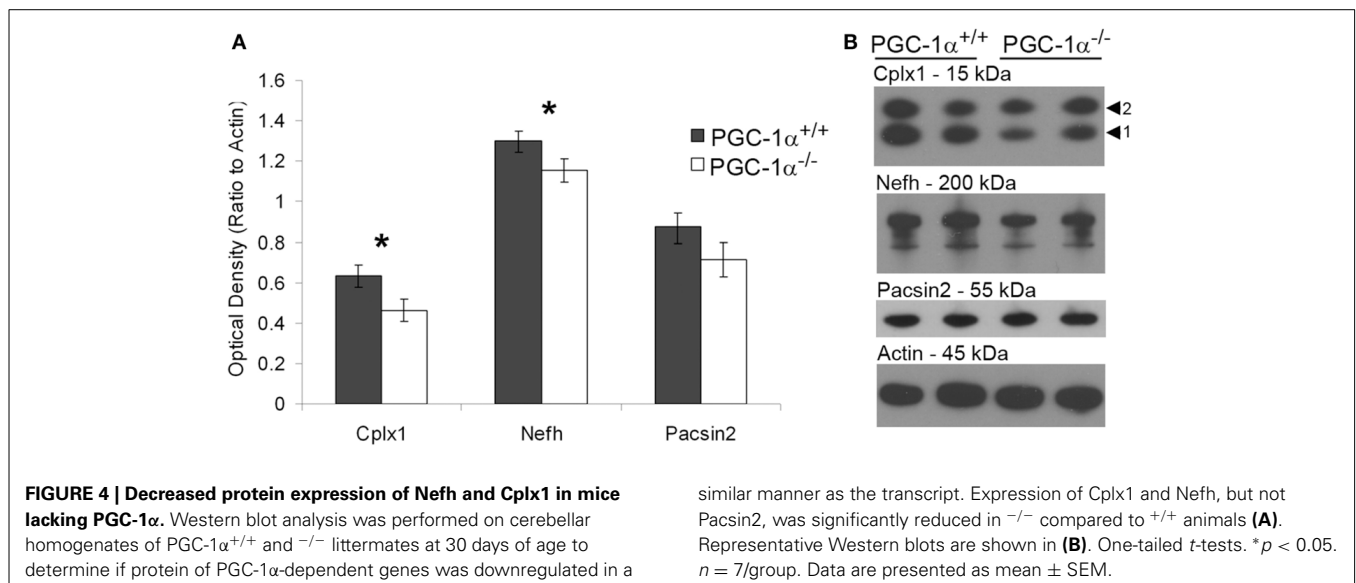 A
1.6
1.4
1.2
1
0.8
0.6
0.4
0.2
0
Optical Density (Ratio to Actin)
*
*
PGC-1α+/+
PGC-1α-/-
Cplx1
Nefh
Pacsin2
B
PGC-1α+/+ PGC-1α-/-
Cplx1 - 15 kDa
◄2
◄1
Nefh - 200 kDa
Pacsin2 - 55 kDa
Actin - 45 kDa
FIGURE 4 | Decreased protein expression of Nefh and Cplx1 in mice
lacking PGC-1α. Western blot analysis was performed on cerebellar
homogenates of PGC-1α+/+ and −/− littermates at 30 days of age to
determine if protein of PGC-1α-dependent genes was downregulated in a
similar manner as the transcript. Expression of Cplx1 and Nefh, but not
Pacsin2, was significantly reduced in −/− compared to +/+ animals (A).
Representative Western blots are shown in (B). One-tailed t-tests. *p < 0.05.
n = 7/group. Data are presented as mean ± SEM.